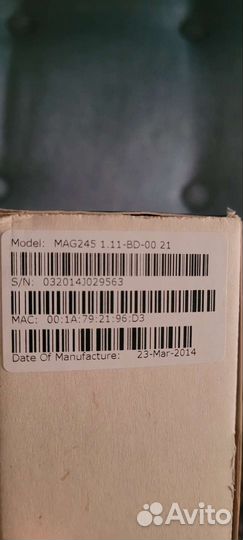 Model: MAG245 1.11-BD-00.21
S/N: 032014J029563
MAC: 00:1A:79:21:96:D3
Date Of Manufacture: 23-Mar-2014
Avito